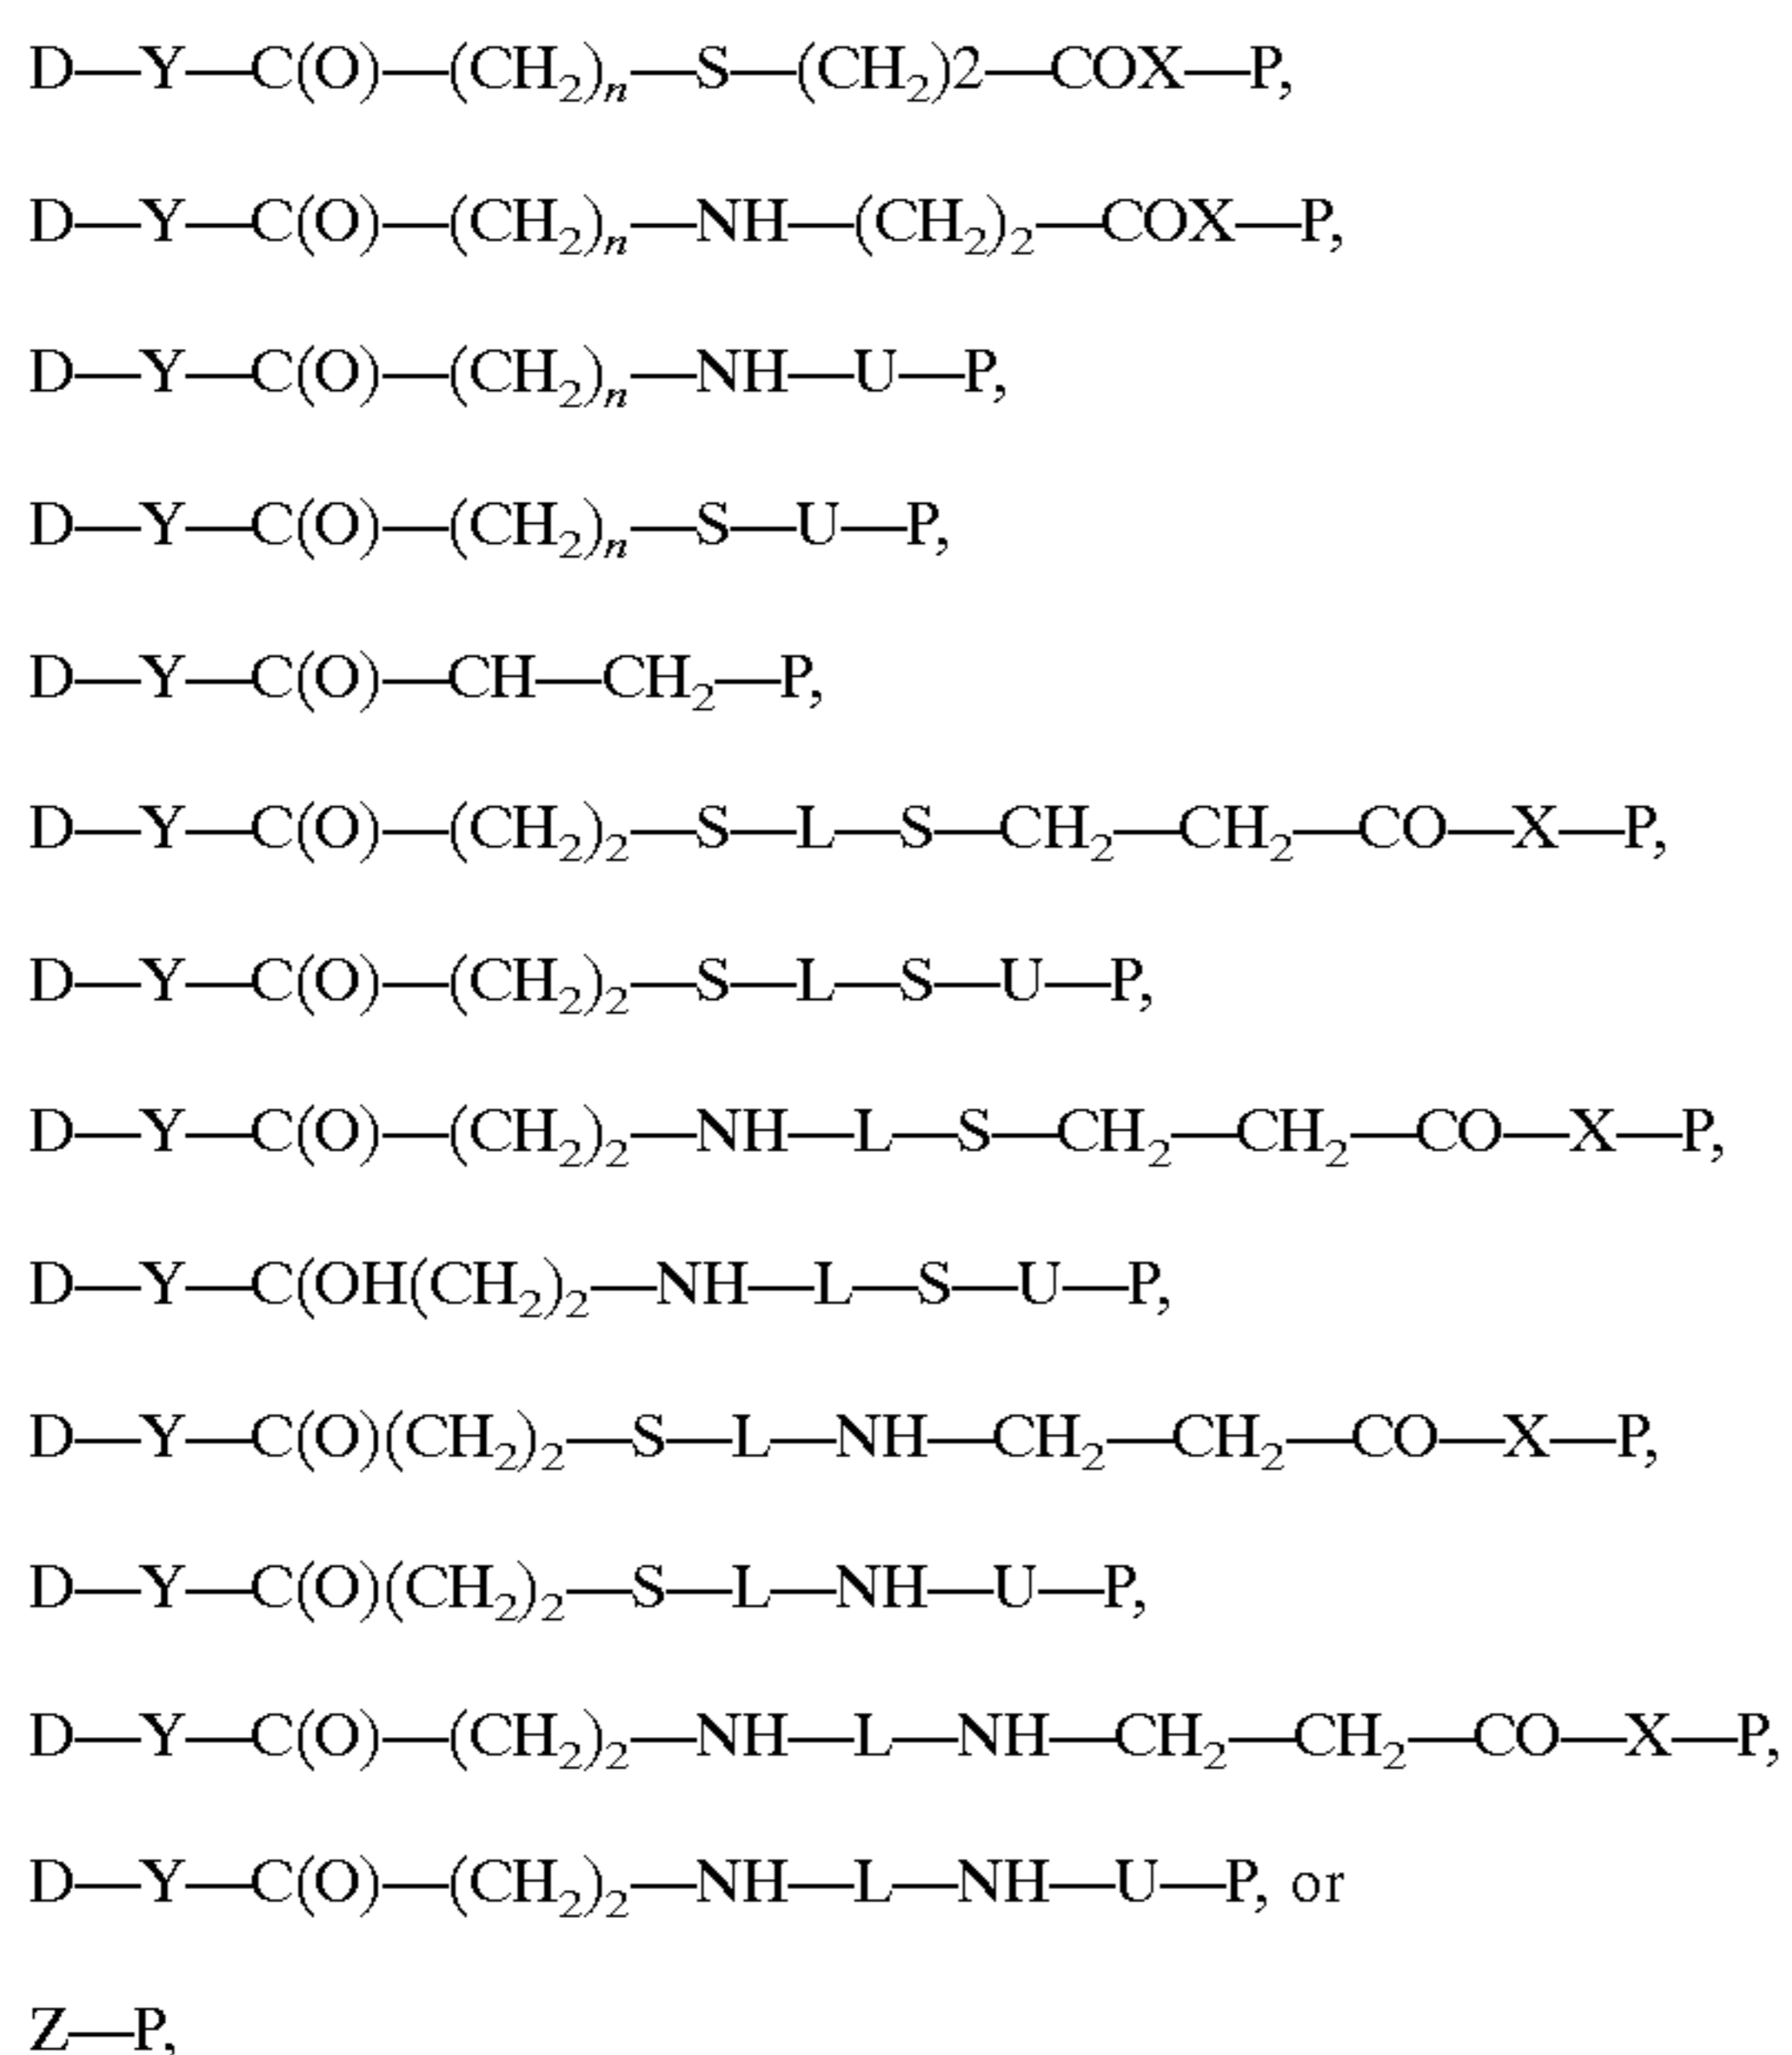 D—Y—C(O)—(CH₂)ₙ—S—(CH₂)2—COX—P,
D—Y—C(O)—(CH₂)ₙ—NH—(CH₂)₂—COX—P,
D—Y—C(O)—(CH₂)ₙ—NH—U—P,
D—Y—C(O)—(CH₂)ₙ—S—U—P,
D—Y—C(O)—CH—CH₂—P,
D—Y—C(O)—(CH₂)₂—S—L—S—CH₂—CH₂—CO—X—P,
D—Y—C(O)—(CH₂)₂—S—L—S—U—P,
D—Y—C(O)—(CH₂)₂—NH—L—S—CH₂—CH₂—CO—X—P,
D—Y—C(OH(CH₂)₂—NH—L—S—U—P,
D—Y—C(O)(CH₂)₂—S—L—NH—CH₂—CH₂—CO—X—P,
D—Y—C(O)(CH₂)₂—S—L—NH—U—P,
D—Y—C(O)—(CH₂)₂—NH—L—NH—CH₂—CH₂—CO—X—P,
D—Y—C(O)—(CH₂)₂—NH—L—NH—U—P, or
Z—P,